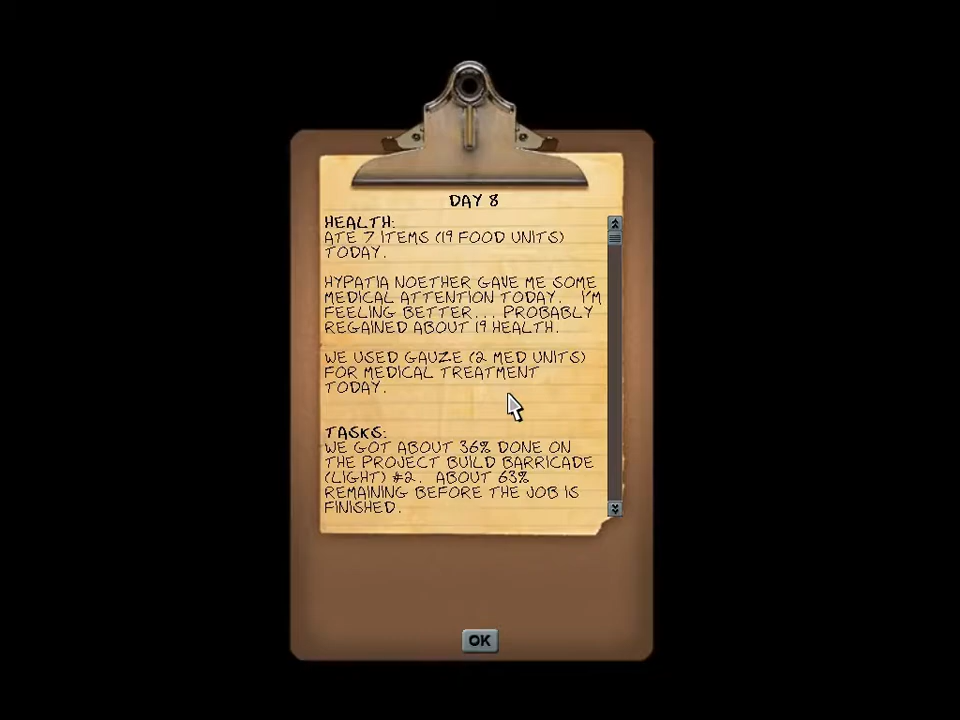 DAY 8
HEALTH:
ATE 7 ITEMS (19 FOOD UNITS)
TODAY.
HYPATIA NOETHER GAVE ME SOME
MEDICAL ATTENTION TODAY. I'M
FEELING BETTER... PROBABLY
REGAINED ABOUT 19 HEALTH.
WE USED GAUZE (2 MED UNITS)
FOR MEDICAL TREATMENT
TODAY.
TASKS:
WE GOT ABOUT 36% DONE ON
THE PROJECT BUILD BARRICADE
(LIGHT) #2. ABOUT 63%
REMAINING BEFORE THE JOB IS
FINISHED.
OK